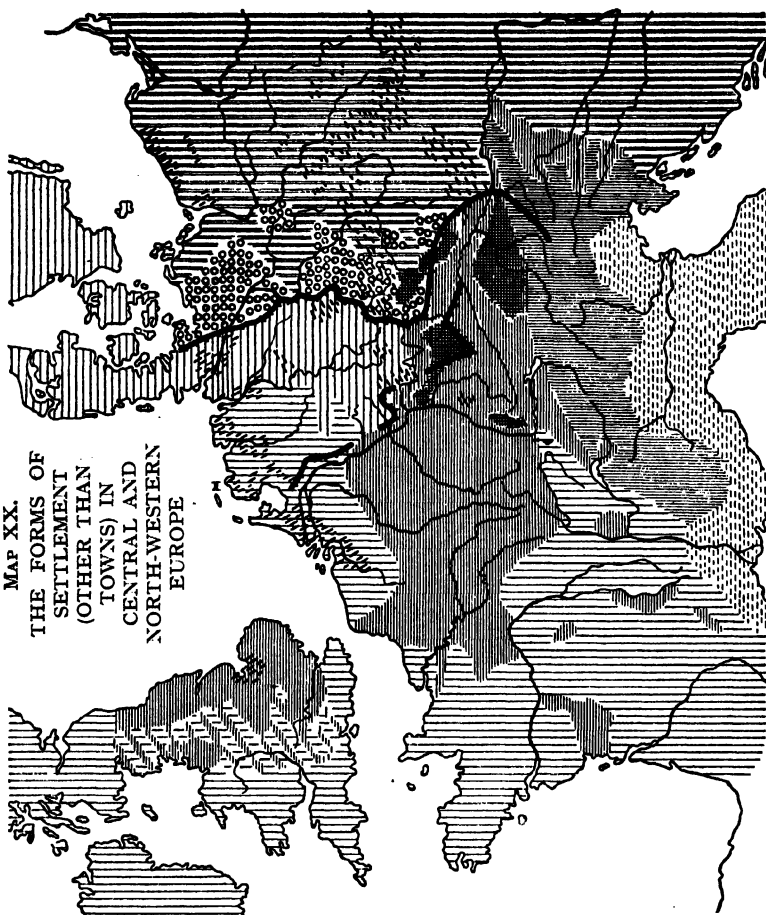 MAP XX.
THE FORMS OF
SETTLEMENT
(OTHER THAN
TOWNS) IN
CENTRAL AND
NORTH-WESTERN
EUROPE